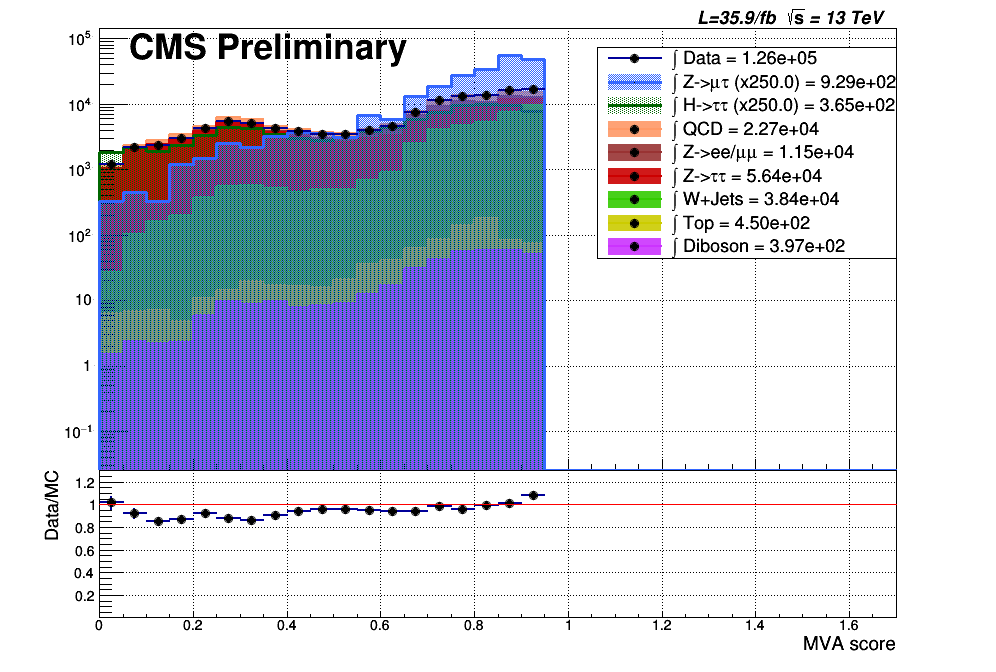 L=35.9/fb √s = 13 TeV
CMS Preliminary
∫ Data = 1.26e+05
∫ Z->μτ (x250.0) = 9.29e+02
∫ H->ττ (x250.0) = 3.65e+02
∫ QCD = 2.27e+04
∫ Z->ee/μμ = 1.15e+04
∫ Z->ττ = 5.64e+04
∫ W+Jets = 3.84e+04
∫ Top = 4.50e+02
∫ Diboson = 3.97e+02
10⁵
10⁴
10³
10²
10
1
10⁻¹
Data/MC
1.2
1
0.8
0.6
0.4
0.2
0 0.2 0.4 0.6 0.8 1 1.2 1.4 1.6
MVA score